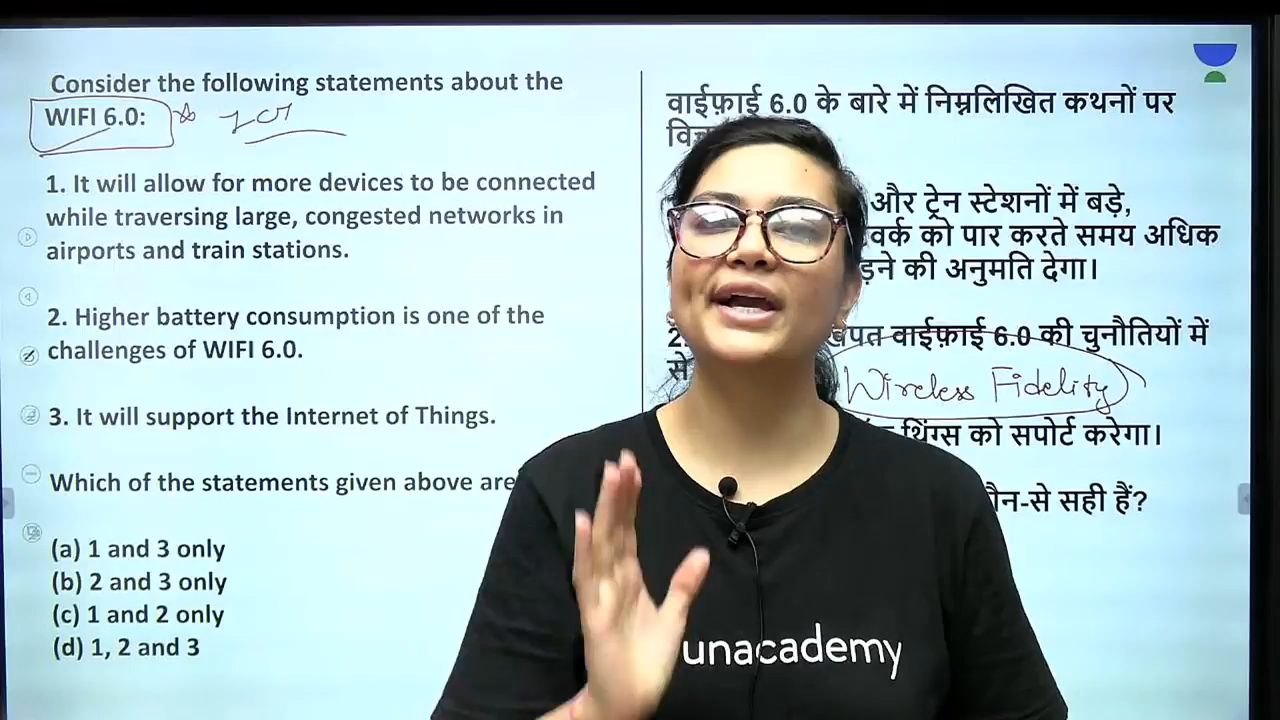 Consider the following statements about the
WIFI 6.0:
1. It will allow for more devices to be connected
while traversing large, congested networks in
airports and train stations.
2. Higher battery consumption is one of the
challenges of WIFI 6.0.
3. It will support the Internet of Things.
Which of the statements given above are
(a) 1 and 3 only
(b) 2 and 3 only
(c) 1 and 2 only
(d) 1, 2 and 3
वाईफ़ाई 6.0 के बारे में निम्नलिखित कथनों पर
और ट्रेन स्टेशनों में बड़े,
को पार करते समय अधिक
की अनुमति देगा।
2. वाईफ़ाई 6.0 की चुनौतियों में
से
Wireless Fidelity
थिंग्स को सपोर्ट करेगा।
सही हैं?
unacademy